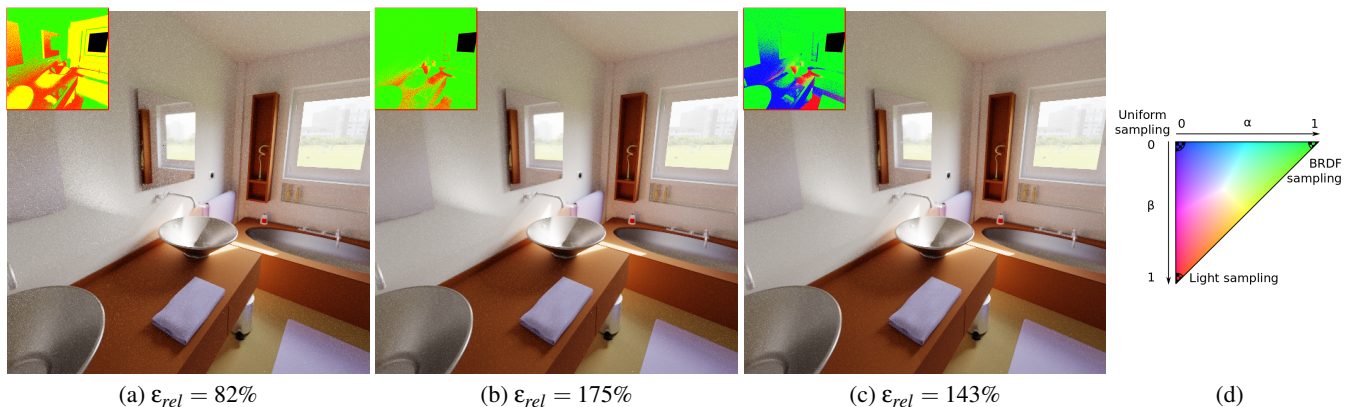 Uniform
sampling
0
α
1
0
BRDF
sampling
β
1
Light sampling
(a) ε_rel = 82%
(b) ε_rel = 175%
(c) ε_rel = 143%
(d)